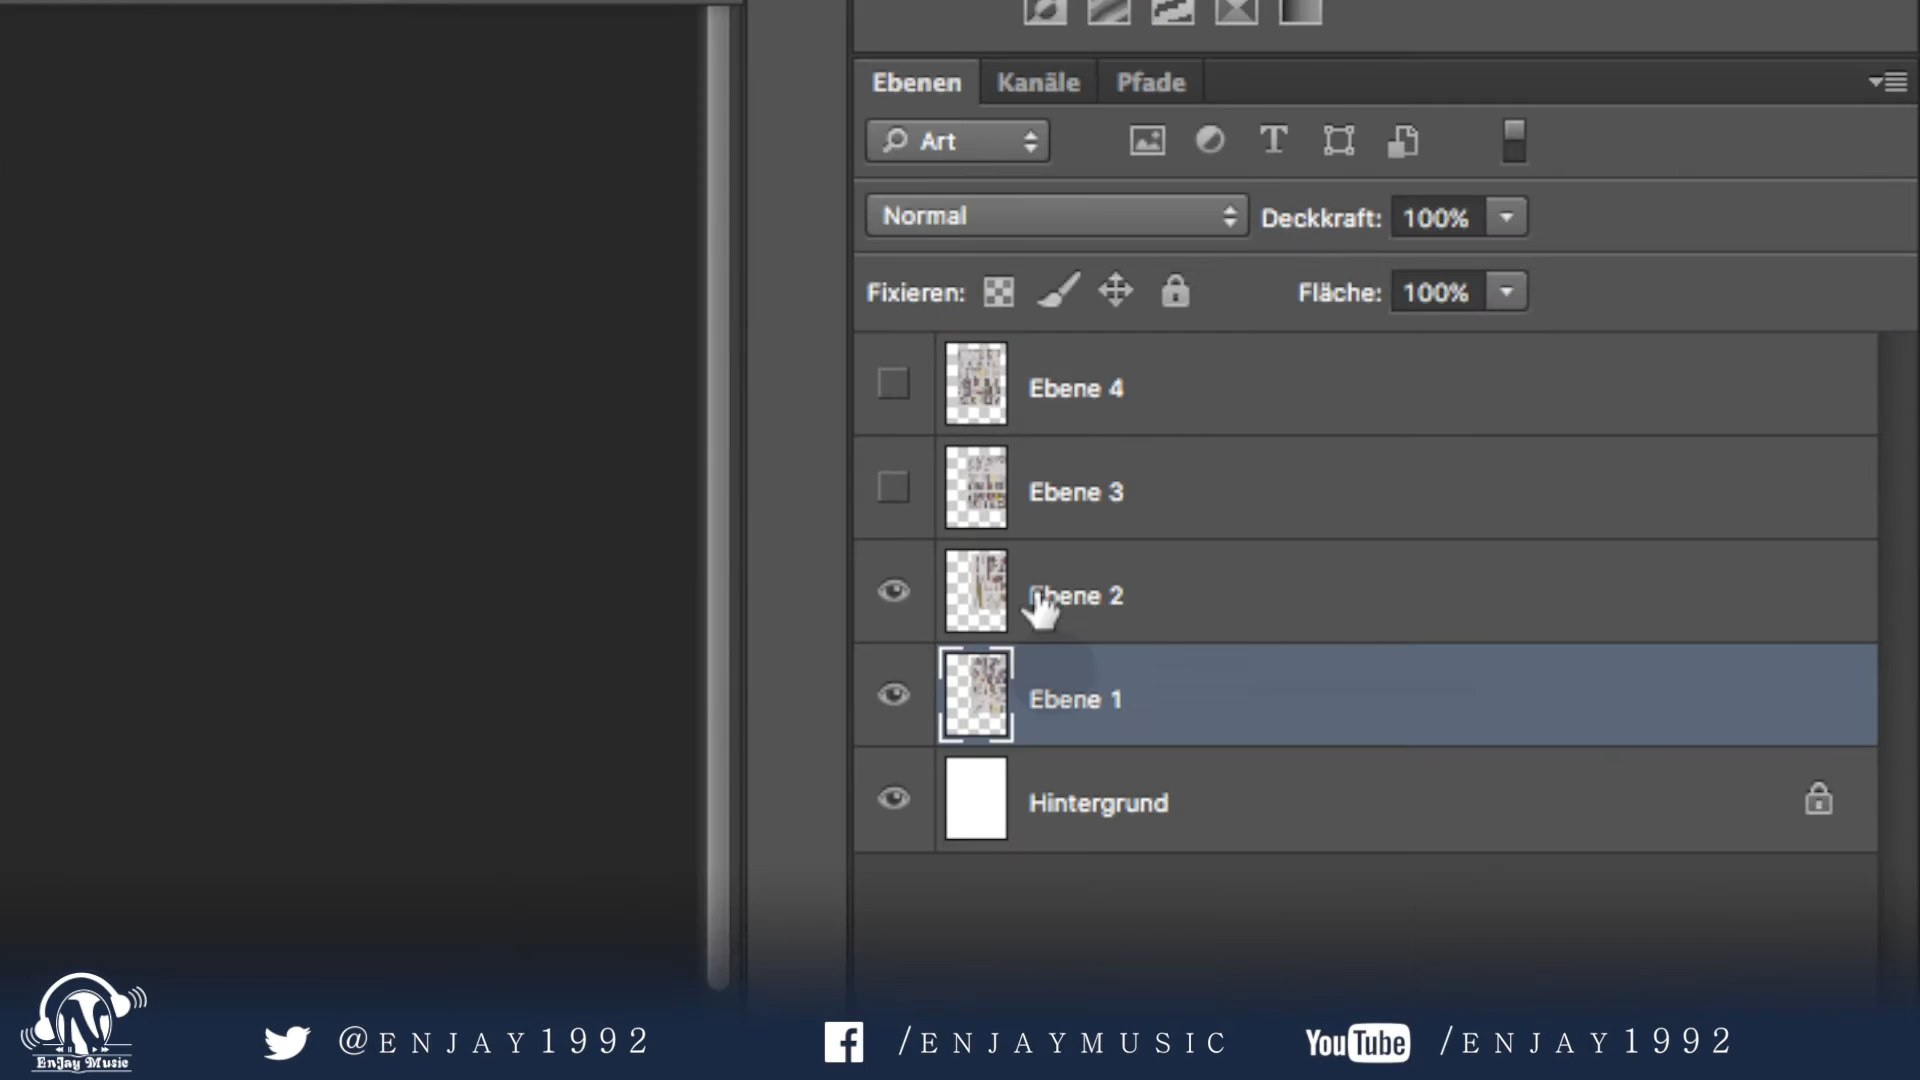 Ebenen Kanäle Pfade
Art
Normal Deckkraft: 100%
Fixieren: Fläche: 100%
Ebene 4
Ebene 3
Ebene 2
Ebene 1
Hintergrund
EnJay Music @ENJAY1992 /ENJAYMUSIC YouTube /ENJAY1992